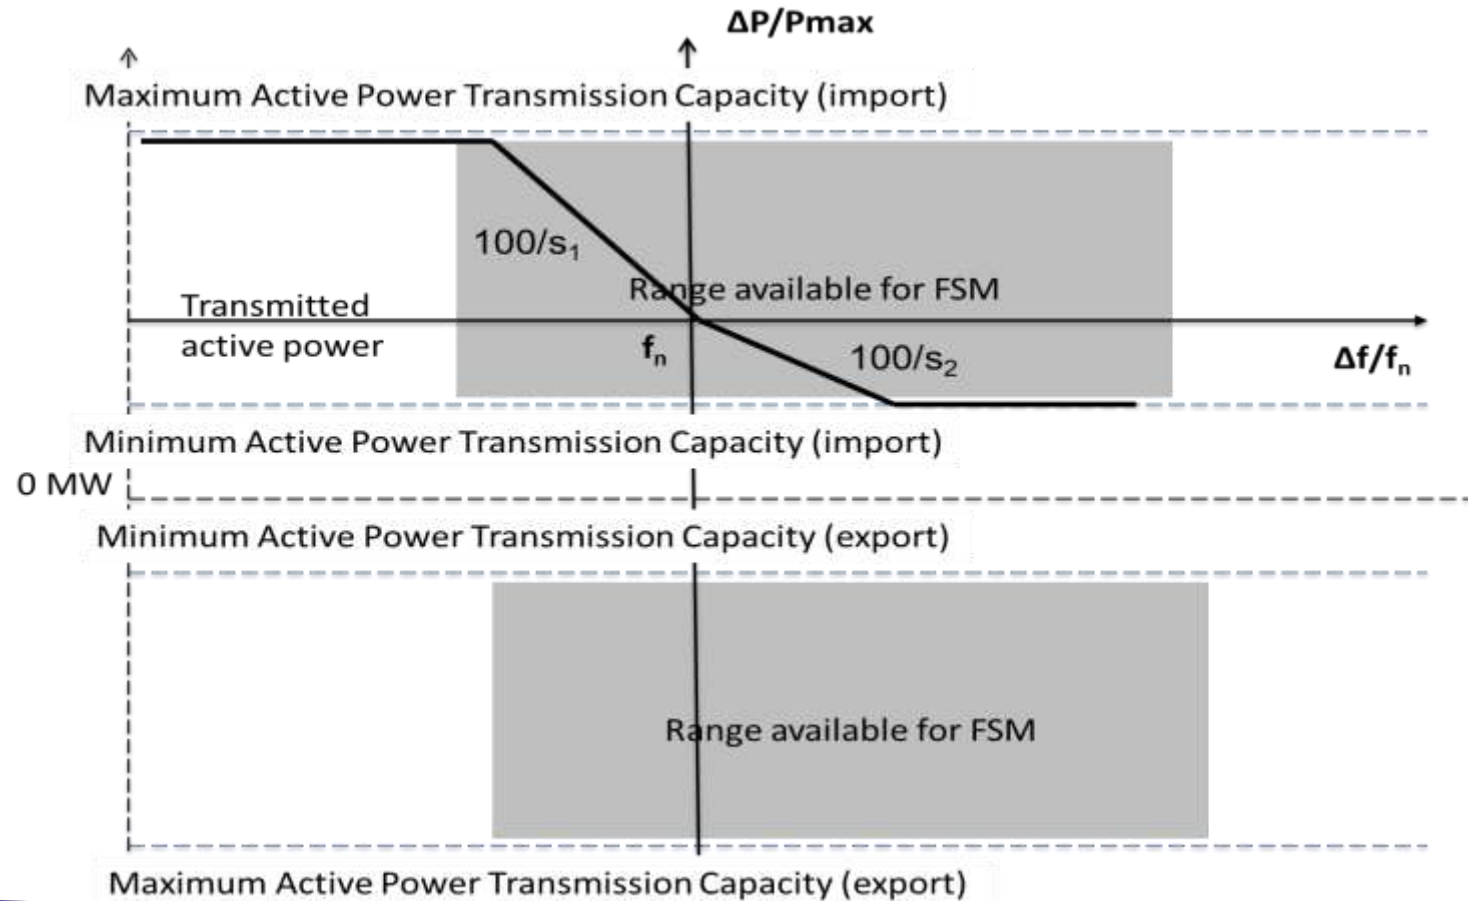 ΔP/Pmax
Maximum Active Power Transmission Capacity (import)
100/s₁
Range available for FSM
Transmitted
active power
fₙ
100/s₂
Δf/fₙ
Minimum Active Power Transmission Capacity (import)
0 MW
Minimum Active Power Transmission Capacity (export)
Range available for FSM
Maximum Active Power Transmission Capacity (export)